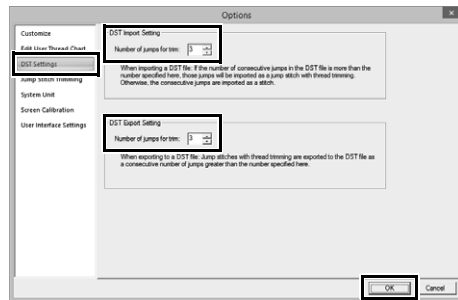 Options
Customize
Edit User Thread Chart
DST Settings
Jump Stitch Trimming
System Unit
Screen Calibration
User Interface Settings
DST Import Setting
Number of jumps for trim: 3
When importing a DST file: If the number of consecutive jumps in the DST file is more than the
number specified here, those jumps will be imported as a jump stitch with thread trimming.
Otherwise, the consecutive jumps are imported as a stitch.
DST Export Setting
Number of jumps for trim: 3
When exporting to a DST file: Jump stitches with thread trimming are exported to the DST file as
a consecutive number of jumps greater than the number specified here.
OK
Cancel